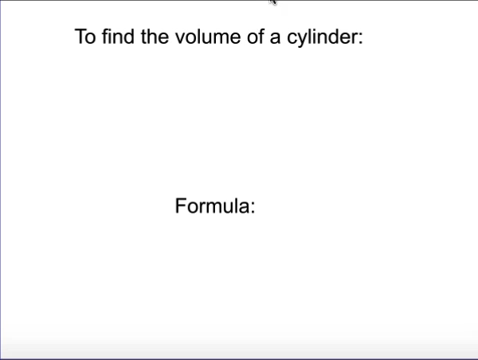 To find the volume of a cylinder:
Formula: